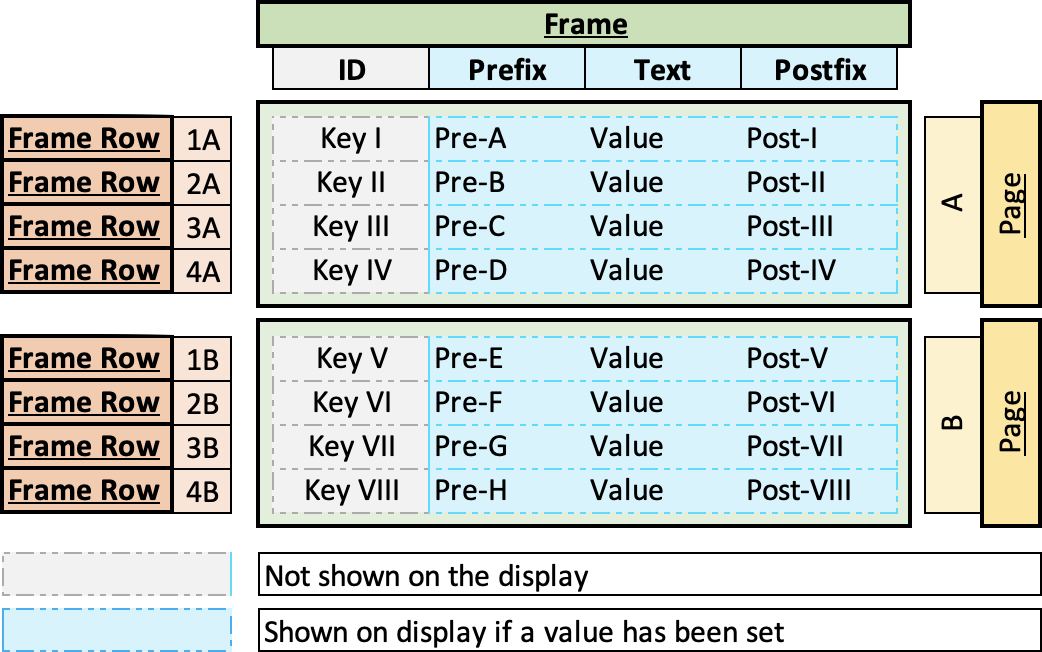 Frame
ID Prefix Text Postfix
Frame Row 1A Key I Pre-A Value Post-I
Frame Row 2A Key II Pre-B Value Post-II
Frame Row 3A Key III Pre-C Value Post-III
Frame Row 4A Key IV Pre-D Value Post-IV
A
Page
Frame Row 1B Key V Pre-E Value Post-V
Frame Row 2B Key VI Pre-F Value Post-VI
Frame Row 3B Key VII Pre-G Value Post-VII
Frame Row 4B Key VIII Pre-H Value Post-VIII
B
Page
Not shown on the display
Shown on display if a value has been set